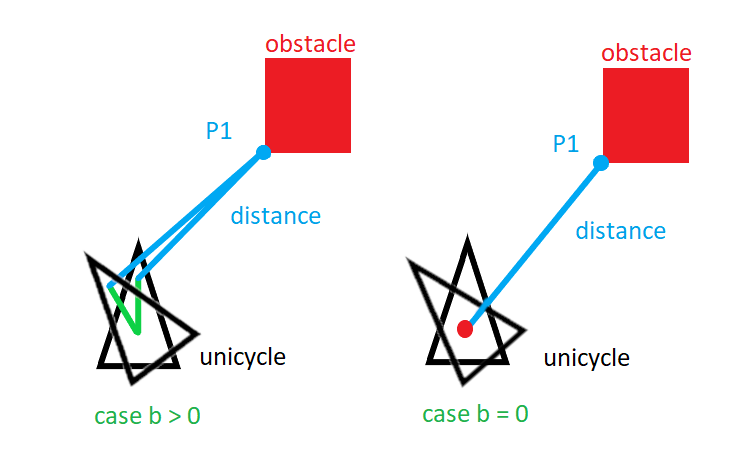 obstacle
P1
distance
unicycle
case b > 0
obstacle
P1
distance
unicycle
case b = 0